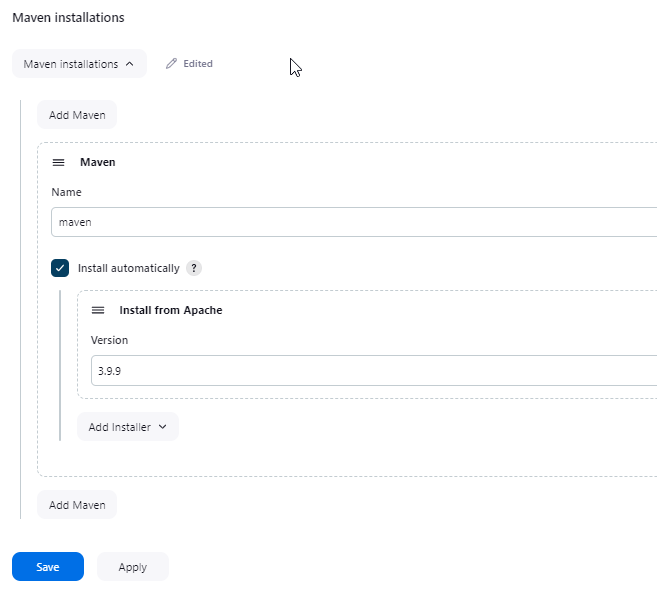 Maven installations
Maven installations
Edited
Add Maven
Maven
Name
maven
Install automatically ?
Install from Apache
Version
3.9.9
Add Installer
Add Maven
Save
Apply